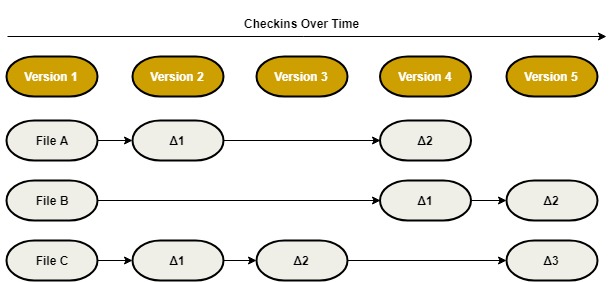 Checkins Over Time
Version 1 Version 2 Version 3 Version 4 Version 5
File A Δ1 Δ2
File B Δ1 Δ2
File C Δ1 Δ2 Δ3